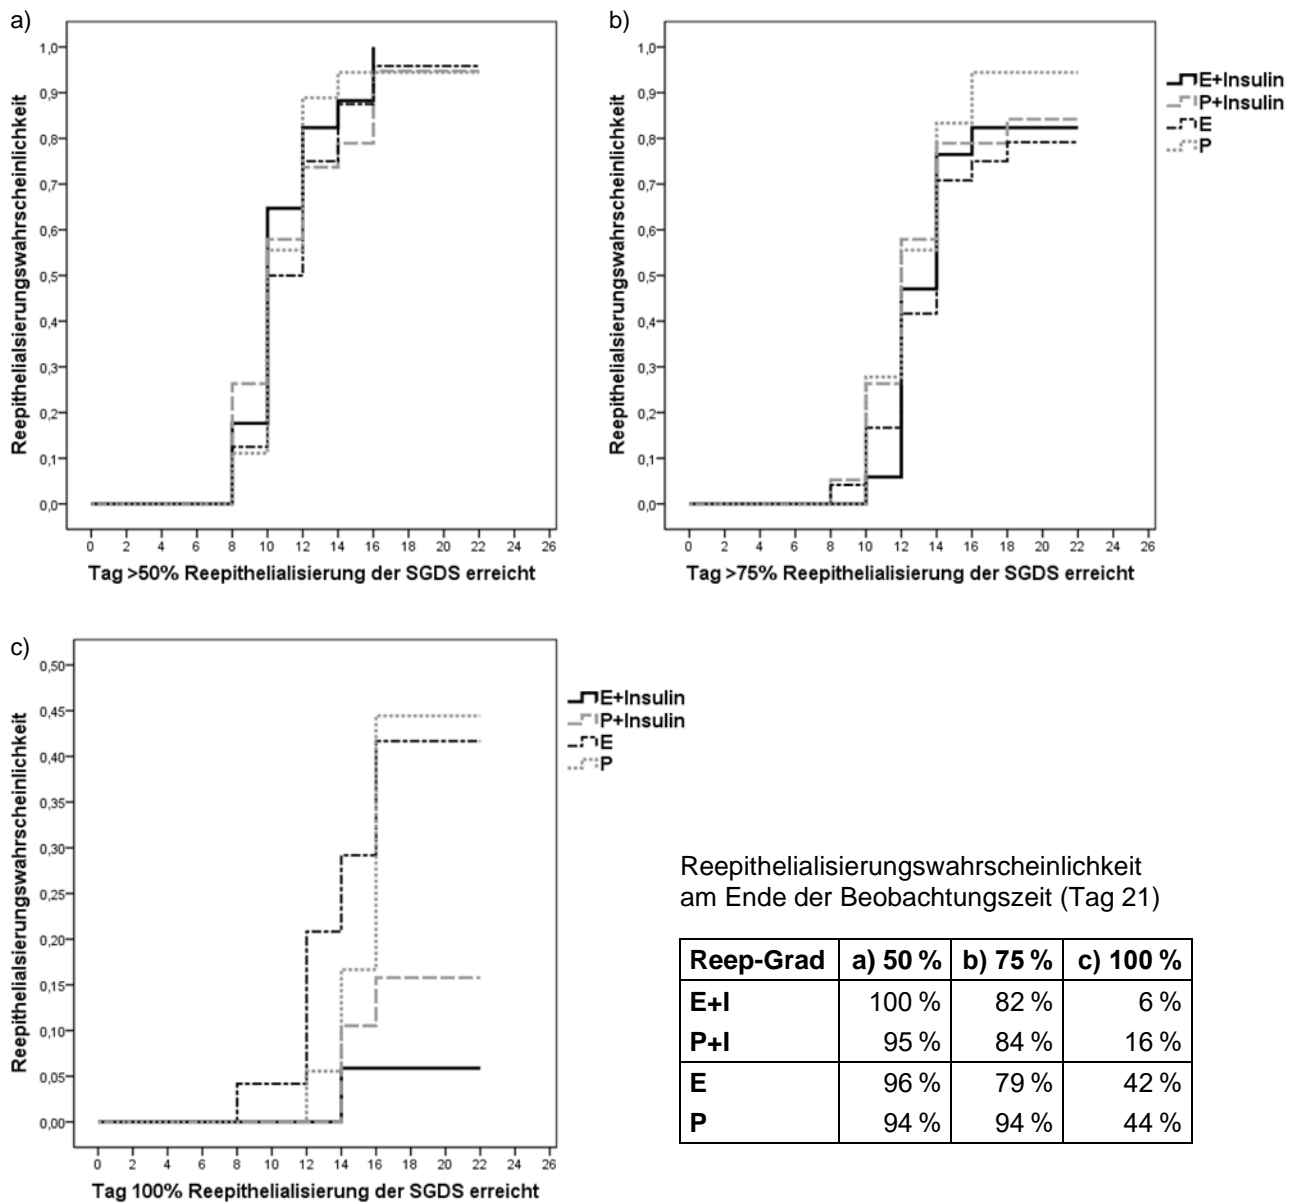 a)
1,0
0,9
0,8
0,7
0,6
0,5
0,4
0,3
0,2
0,1
0,0
Reepithelialsierungswahrscheinlichkeit
0 2 4 6 8 10 12 14 16 18 20 22 24 26
Tag >50% Reepithelialisierung der SGDS erreicht
b)
1,0
0,9
0,8
0,7
0,6
0,5
0,4
0,3
0,2
0,1
0,0
Reepithelialisierungswahrscheinlichkeit
0 2 4 6 8 10 12 14 16 18 20 22 24 26
Tag >75% Reepithelialisierung der SGDS erreicht
E+Insulin
P+Insulin
E
P
c)
0,50
0,45
0,40
0,35
0,30
0,25
0,20
0,15
0,10
0,05
0,00
Reepithelialisierungswahrscheinlichkeit
0 2 4 6 8 10 12 14 16 18 20 22 24 26
Tag 100% Reepithelialisierung der SGDS erreicht
E+Insulin
P+Insulin
E
P
Reepithelialisierungswahrscheinlichkeit
am Ende der Beobachtungszeit (Tag 21)
Reep-Grad a) 50 % b) 75 % c) 100 %
E+I 100 % 82 % 6 %
P+I 95 % 84 % 16 %
E 96 % 79 % 42 %
P 94 % 94 % 44 %